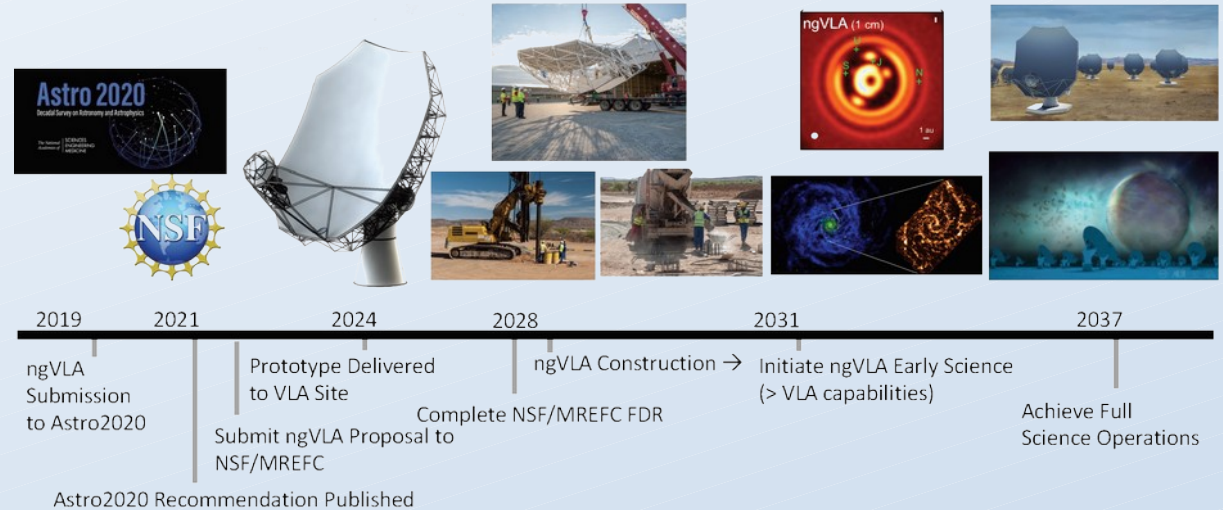 Astro 2020
Decadal Survey on Astronomy and Astrophysics
The National Academies of
SCIENCES
ENGINEERING
MEDICINE
NSF
ngVLA (1 cm)
U
S
J
N
1 au
2019
2021
2024
2028
2031
2037
ngVLA
Submission
to Astro2020
Astro2020 Recommendation Published
Submit ngVLA Proposal to
NSF/MREFC
Prototype Delivered
to VLA Site
Complete NSF/MREFC FDR
ngVLA Construction →
Initiate ngVLA Early Science
(> VLA capabilities)
Achieve Full
Science Operations